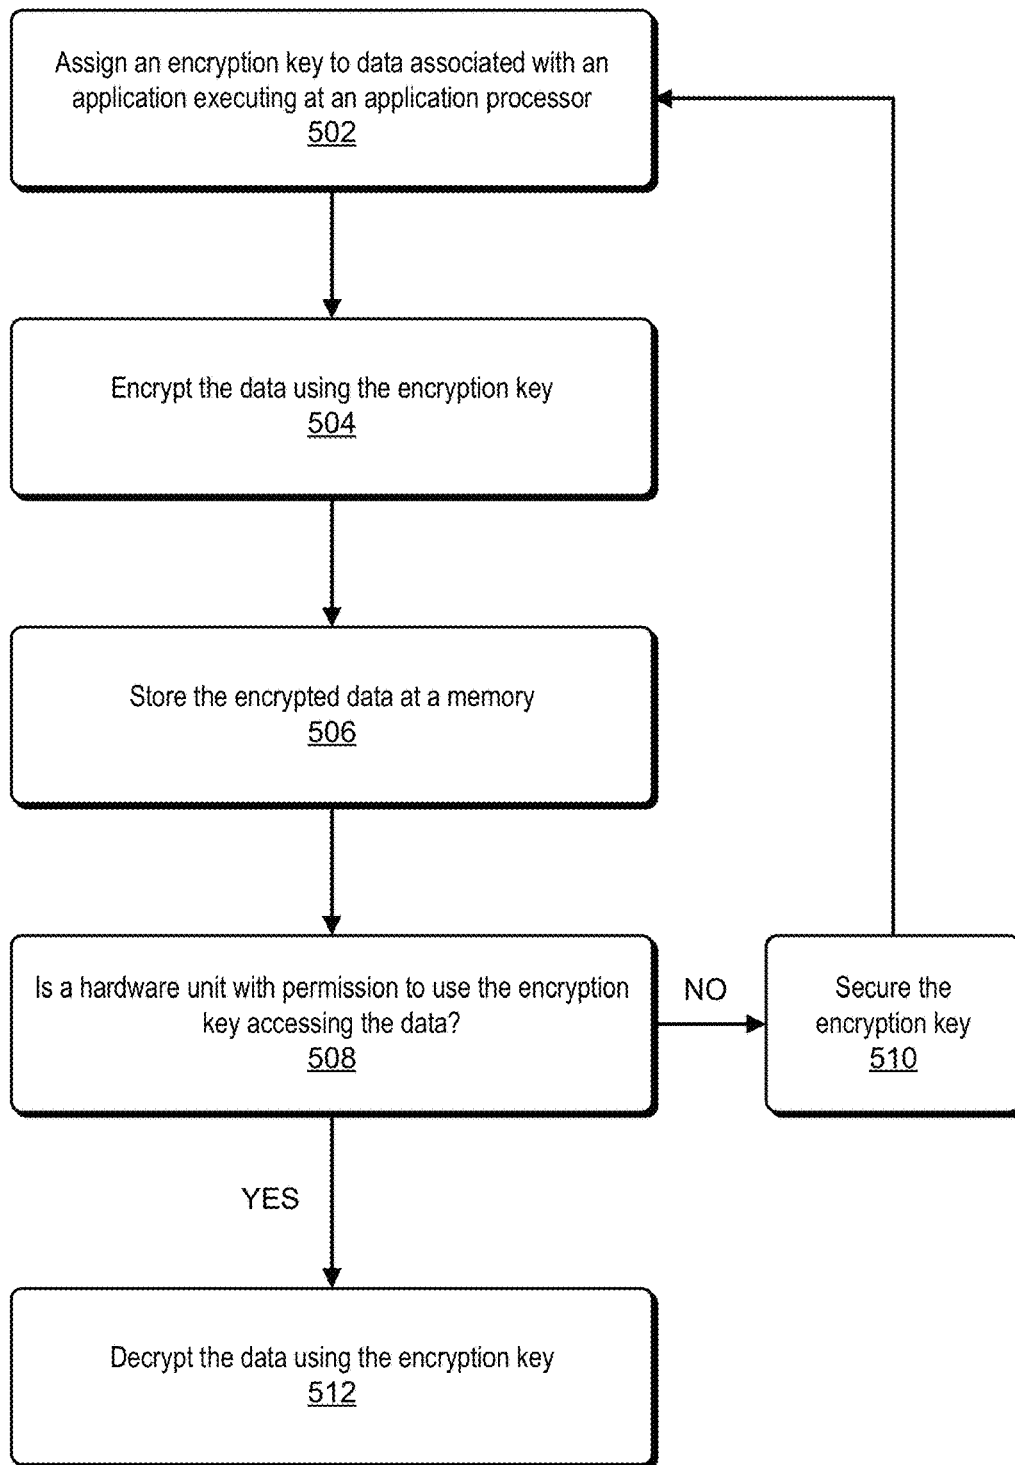 Assign an encryption key to data associated with an
application executing at an application processor
502
Encrypt the data using the encryption key
504
Store the encrypted data at a memory
506
Is a hardware unit with permission to use the encryption
key accessing the data?
508
NO
Secure the
encryption key
510
YES
Decrypt the data using the encryption key
512